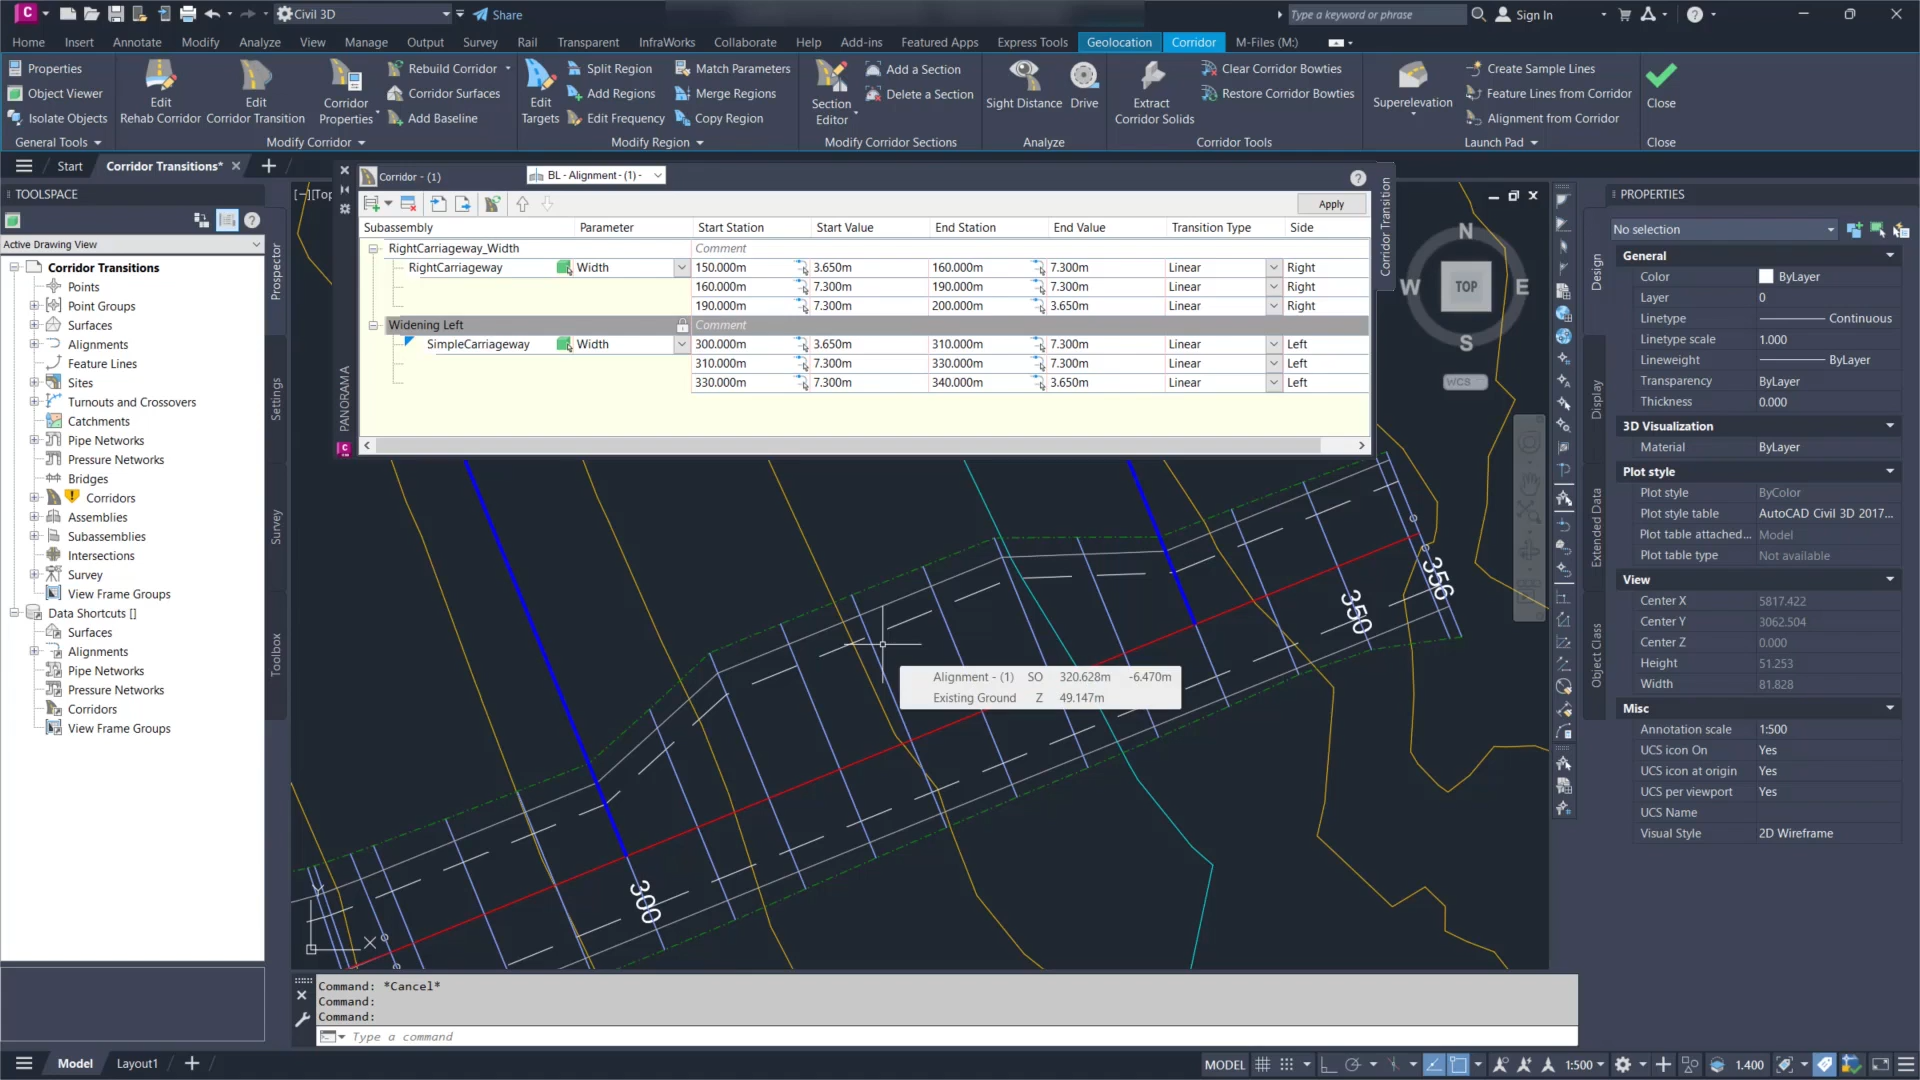 Civil 3D
Share
Type a keyword or phrase
Sign In
Home Insert Annotate Modify Analyze View Manage Output Survey Rail Transparent InfraWorks Collaborate Help Add-ins Featured Apps Express Tools Geolocation Corridor M-Files (M:)
Properties
Object Viewer
Isolate Objects
General Tools
Edit
Rehab Corridor
Edit
Corridor Transition
Corridor
Properties
Rebuild Corridor
Corridor Surfaces
Add Baseline
Modify Corridor
Edit
Targets
Split Region
Add Regions
Edit Frequency
Match Parameters
Merge Regions
Copy Region
Modify Region
Section
Editor
Add a Section
Delete a Section
Modify Corridor Sections
Sight Distance
Drive
Analyze
Extract
Corridor Solids
Clear Corridor Bowties
Restore Corridor Bowties
Corridor Tools
Superelevation
Create Sample Lines
Feature Lines from Corridor
Alignment from Corridor
Launch Pad
Close
Close
Start
Corridor Transitions*
TOOLSPACE
Active Drawing View
Corridor Transitions
Points
Point Groups
Surfaces
Alignments
Feature Lines
Sites
Turnouts and Crossovers
Catchments
Pipe Networks
Pressure Networks
Bridges
Corridors
Assemblies
Subassemblies
Intersections
Survey
View Frame Groups
Data Shortcuts []
Surfaces
Alignments
Pipe Networks
Pressure Networks
Corridors
View Frame Groups
Prospector
Settings
Survey
Toolbox
[−][Top
Corridor - (1)
BL - Alignment - (1) -
Apply
Subassembly Parameter Start Station Start Value End Station End Value Transition Type Side
RightCarriageway_Width Comment
RightCarriageway Width 150.000m 3.650m 160.000m 7.300m Linear Right
160.000m 7.300m 190.000m 7.300m Linear Right
190.000m 7.300m 200.000m 3.650m Linear Right
Widening Left Comment
SimpleCarriageway Width 300.000m 3.650m 310.000m 7.300m Linear Left
310.000m 7.300m 330.000m 7.300m Linear Left
330.000m 7.300m 340.000m 3.650m Linear Left
PANORAMA
Corridor Transition
N
W TOP E
S
WCS
356
350
300
Alignment - (1) SO 320.628m -6.470m
Existing Ground Z 49.147m
Y
X
PROPERTIES
No selection
General
Color ByLayer
Layer 0
Linetype Continuous
Linetype scale 1.000
Lineweight ByLayer
Transparency ByLayer
Thickness 0.000
3D Visualization
Material ByLayer
Plot style
Plot style ByColor
Plot style table AutoCAD Civil 3D 2017...
Plot table attached... Model
Plot table type Not available
View
Center X 5817.422
Center Y 3062.504
Center Z 0.000
Height 51.253
Width 81.828
Misc
Annotation scale 1:500
UCS icon On Yes
UCS icon at origin Yes
UCS per viewport Yes
UCS Name
Visual Style 2D Wireframe
Design
Display
Extended Data
Object Class
Command: *Cancel*
Command:
Command:
Type a command
Model
Layout1
MODEL
1:500
1.400